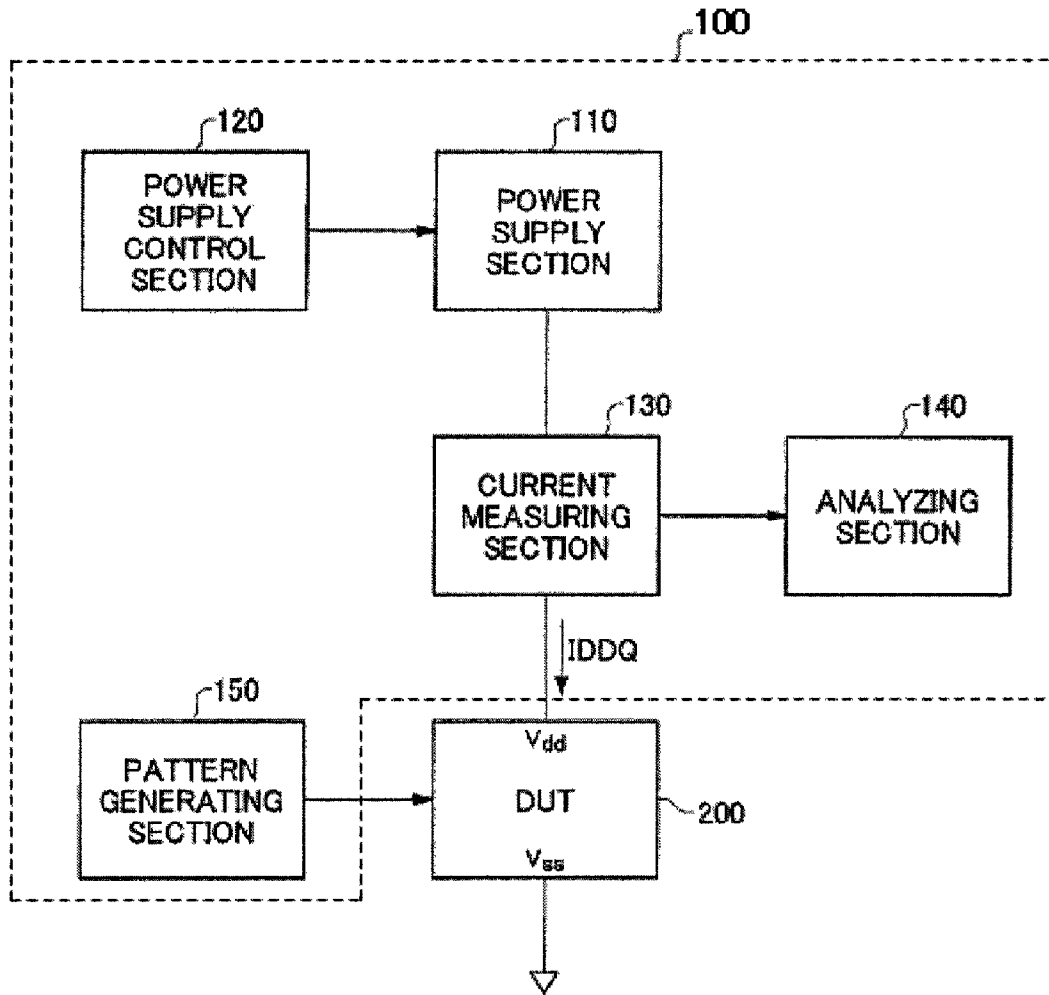 100
120
110
POWER
SUPPLY
CONTROL
SECTION
POWER
SUPPLY
SECTION
130
140
CURRENT
MEASURING
SECTION
ANALYZING
SECTION
IDDQ
150
PATTERN
GENERATING
SECTION
Vdd
DUT
Vss
200